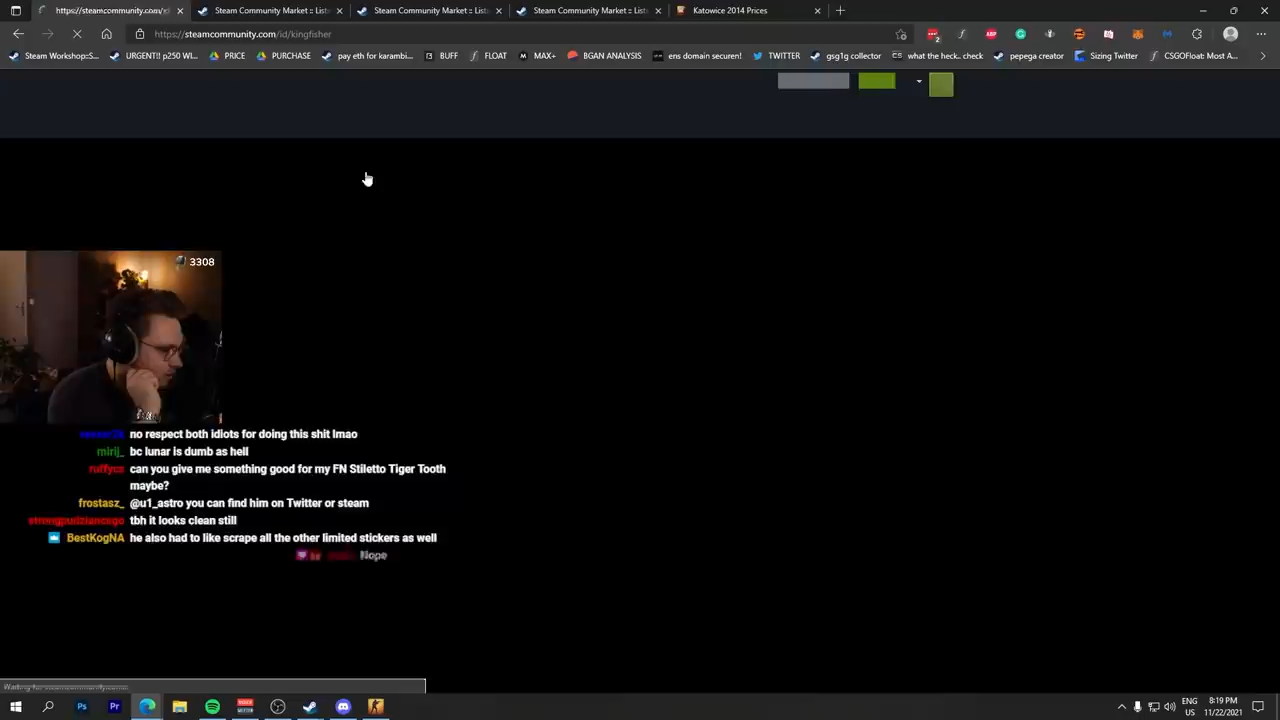 https://steamcommunity.com/id
Steam Community Market :: List
Steam Community Market :: List
Steam Community Market :: List
Katowice 2014 Prices
https://steamcommunity.com/id/kingfisher
Steam Workshop::S...
URGENT!! p250 WI...
PRICE
PURCHASE
pay eth for karambi...
BUFF
FLOAT
MAX+
BGAN ANALYSIS
ens domain securen!
TWITTER
gsg1g collector
what the heck.. check
pepega creator
Sizing Twitter
CSGOFloat: Most A...
3308
no respect both idiots for doing this shit lmao
mirij_ bc lunar is dumb as hell
ruffycz can you give me something good for my FN Stiletto Tiger Tooth
maybe?
frostasz_ @u1_astro you can find him on Twitter or steam
tbh it looks clean still
BestKogNA he also had to like scrape all the other limited stickers as well
Nope
ENG
US
8:19 PM
11/22/2021